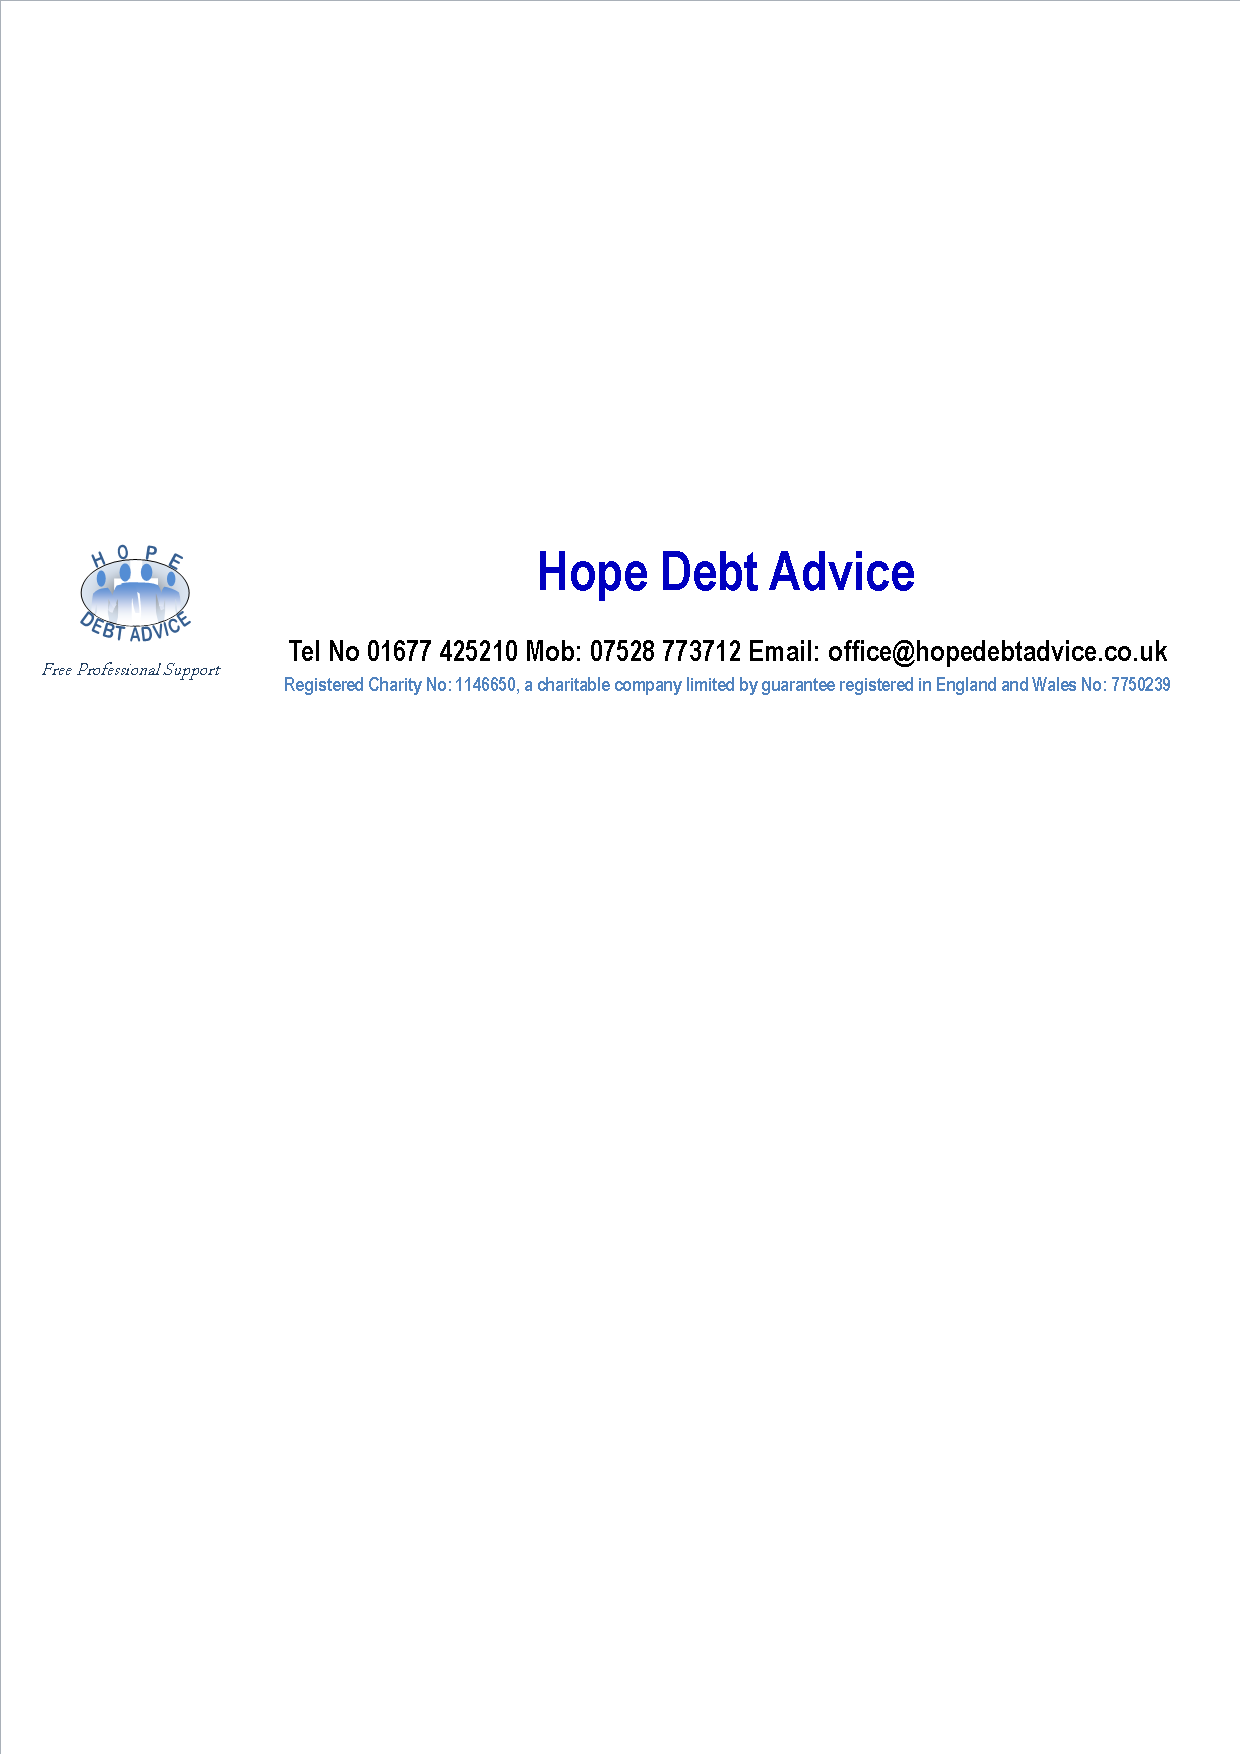 HOPE
DEBT ADVICE
Free Professional Support
Hope Debt Advice
Tel No 01677 425210 Mob: 07528 773712 Email: office@hopedebtadvice.co.uk
Registered Charity No: 1146650, a charitable company limited by guarantee registered in England and Wales No: 7750239